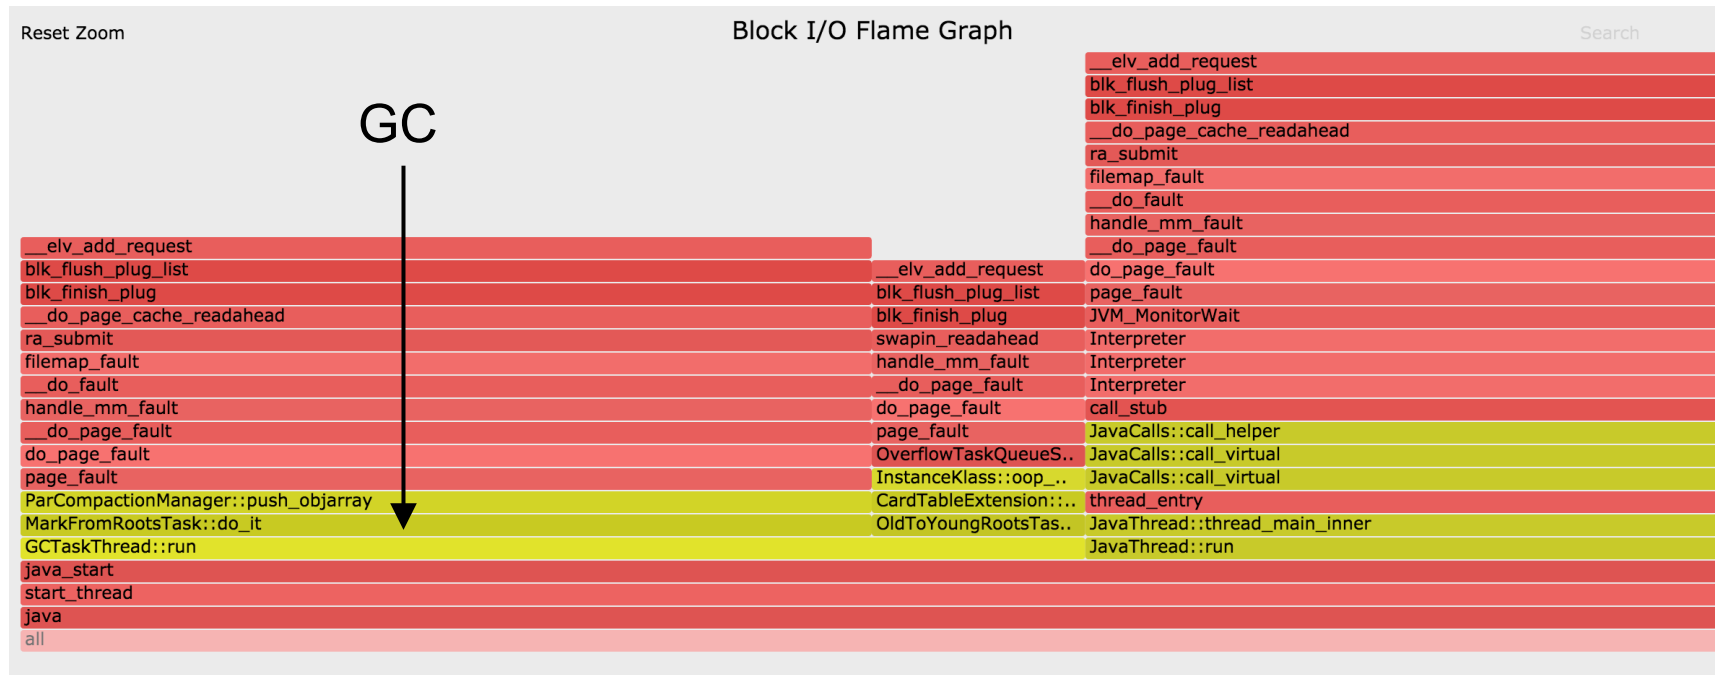 Reset Zoom
Block I/O Flame Graph
Search
GC
__elv_add_request
blk_flush_plug_list
blk_finish_plug
__do_page_cache_readahead
ra_submit
filemap_fault
__do_fault
handle_mm_fault
__elv_add_request
__do_page_fault
blk_flush_plug_list
__elv_add_request
do_page_fault
blk_finish_plug
blk_flush_plug_list
page_fault
__do_page_cache_readahead
blk_finish_plug
JVM_MonitorWait
ra_submit
swapin_readahead
Interpreter
filemap_fault
handle_mm_fault
Interpreter
__do_fault
__do_page_fault
Interpreter
handle_mm_fault
do_page_fault
call_stub
__do_page_fault
page_fault
JavaCalls::call_helper
do_page_fault
OverflowTaskQueueS..
JavaCalls::call_virtual
page_fault
InstanceKlass::oop_..
JavaCalls::call_virtual
ParCompactionManager::push_objarray
CardTableExtension::..
thread_entry
MarkFromRootsTask::do_it
OldToYoungRootsTas..
JavaThread::thread_main_inner
GCTaskThread::run
JavaThread::run
java_start
start_thread
java
all